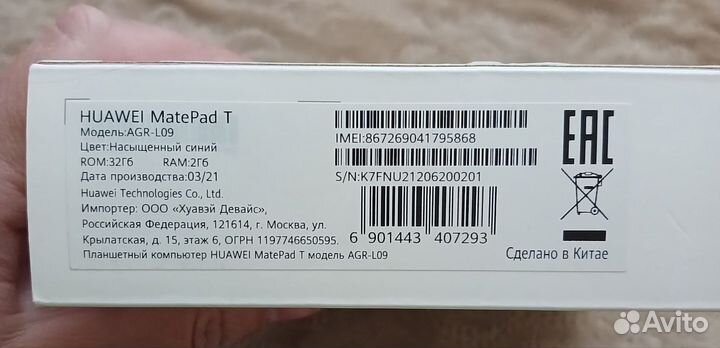 HUAWEI MatePad T
Модель:AGR-L09
Цвет:Насыщенный синий
ROM:32Гб RAM:2Гб
Дата производства:03/21
Huawei Technologies Co., Ltd.
Импортер: ООО «Хуавэй Девайс»,
Российская Федерация, 121614, г. Москва, ул.
Крылатская, д. 15, этаж 6, ОГРН 1197746650595.
Планшетный компьютер HUAWEI MatePad T модель AGR-L09
IMEI:867269041795868
S/N:K7FNU21206200201
6 901443 407293
EAC
Сделано в Китае
Avito